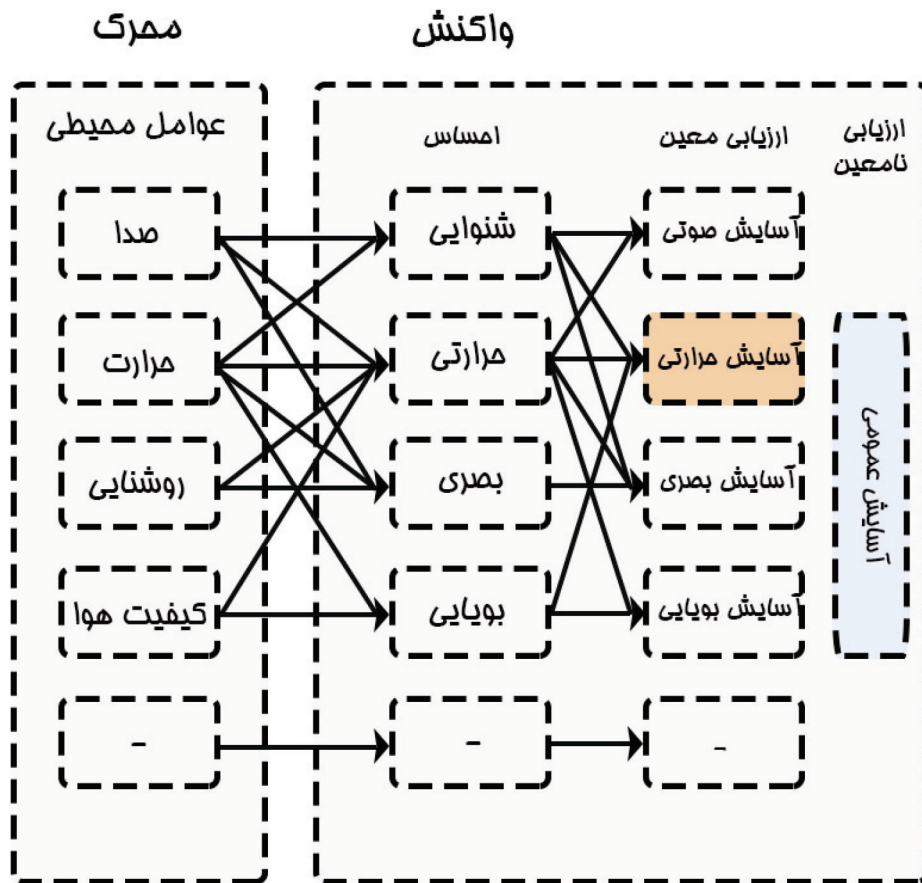 محرک
واکنش
عوامل محیطی
صدا
حرارت
روشنایی
کیفیت هوا
-
احساس
شنوایی
حرارتی
بصری
بویایی
-
ارزیابی معین
آسایش صوتی
آسایش حرارتی
آسایش بصری
آسایش بویایی
-
ارزیابی
نامعین
آسایش عمومی